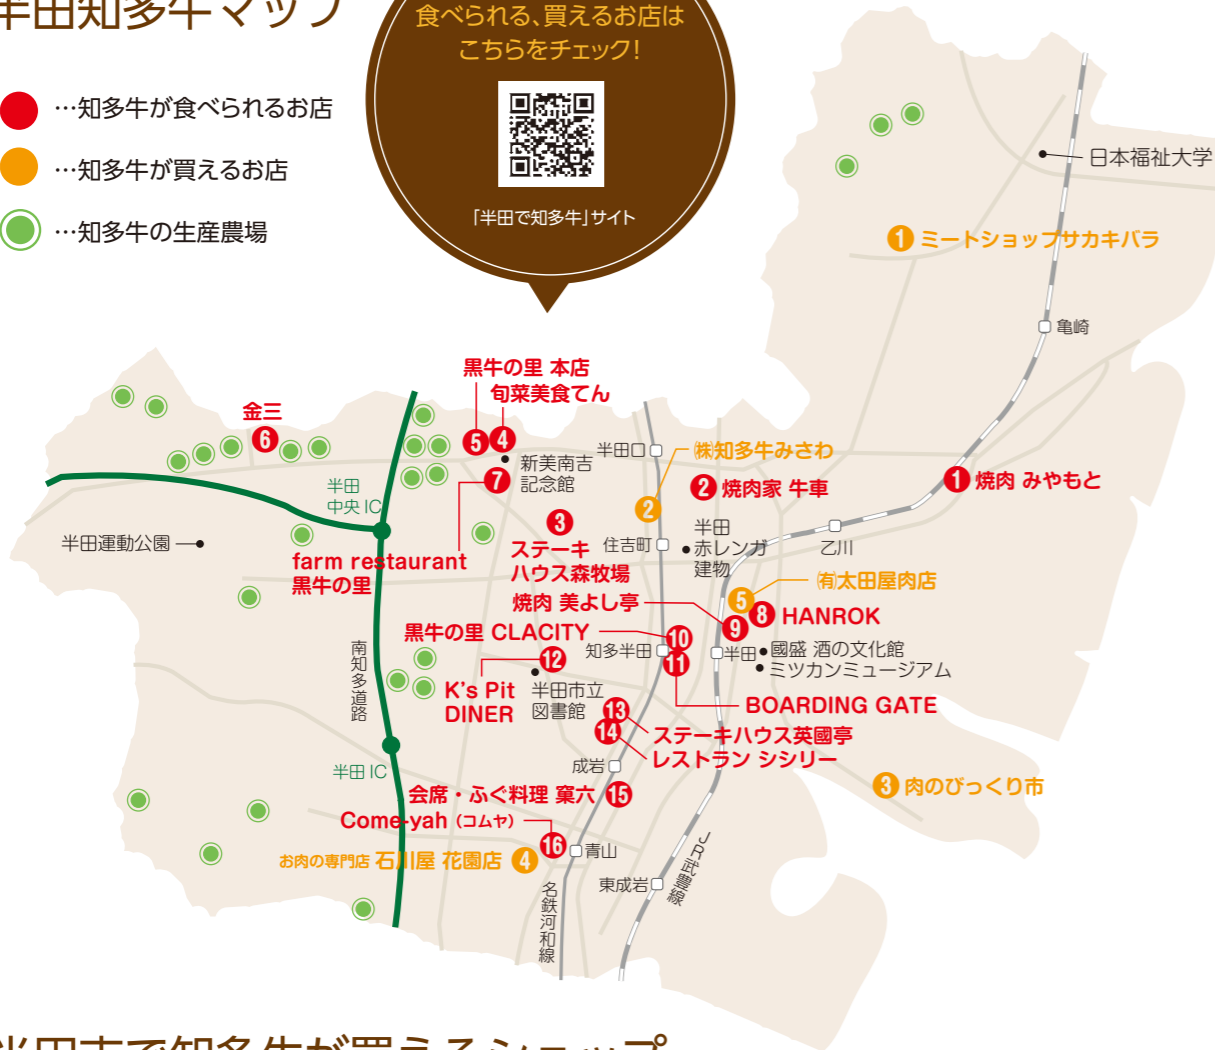 半田知多牛マップ
食べられる、買えるお店は
こちらをチェック!
「半田で知多牛」サイト
…知多牛が食べられるお店
…知多牛が買えるお店
…知多牛の生産農場
日本福祉大学
1 ミートショップサカキバラ
亀崎
黒牛の里 本店
旬菜美食てん
金三
6
5
4
新美南吉
記念館
7
半田口
㈱知多牛みさわ
2
2 焼肉家 牛車
1 焼肉 みやもと
半田
中央 IC
半田運動公園
3
ステーキ
ハウス森牧場
住吉町
半田
赤レンガ
建物
乙川
farm restaurant
黒牛の里
㈲太田屋肉店
5
焼肉 美よし亭
8 HANROK
9
黒牛の里 CLACITY
10
知多半田
11
半田
國盛 酒の文化館
ミツカンミュージアム
南知多道路
12
K's Pit
DINER
半田市立
図書館
BOARDING GATE
13
ステーキハウス英國亭
14
レストラン シシリー
成岩
半田 IC
3 肉のびっくり市
会席・ふぐ料理 窠六 15
Come-yah (コムヤ)
16
青山
お肉の専門店 石川屋 花園店 4
東成岩
JR武豊線
名鉄河和線
半田市で知多牛が買えるショップ